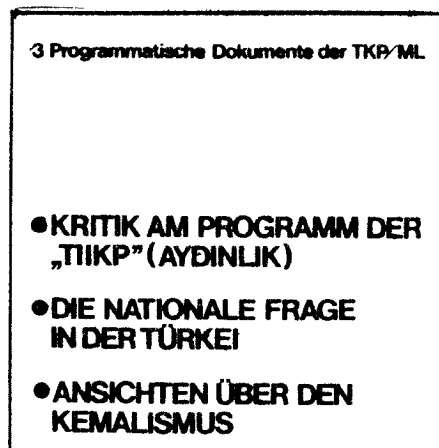 3 Programmatische Dokumente der TKP/ML
●KRITIK AM PROGRAMM DER
„TIIKP” (AYDINLIK)
●DIE NATIONALE FRAGE
IN DER TÜRKEI
●ANSICHTEN ÜBER DEN
KEMALISMUS